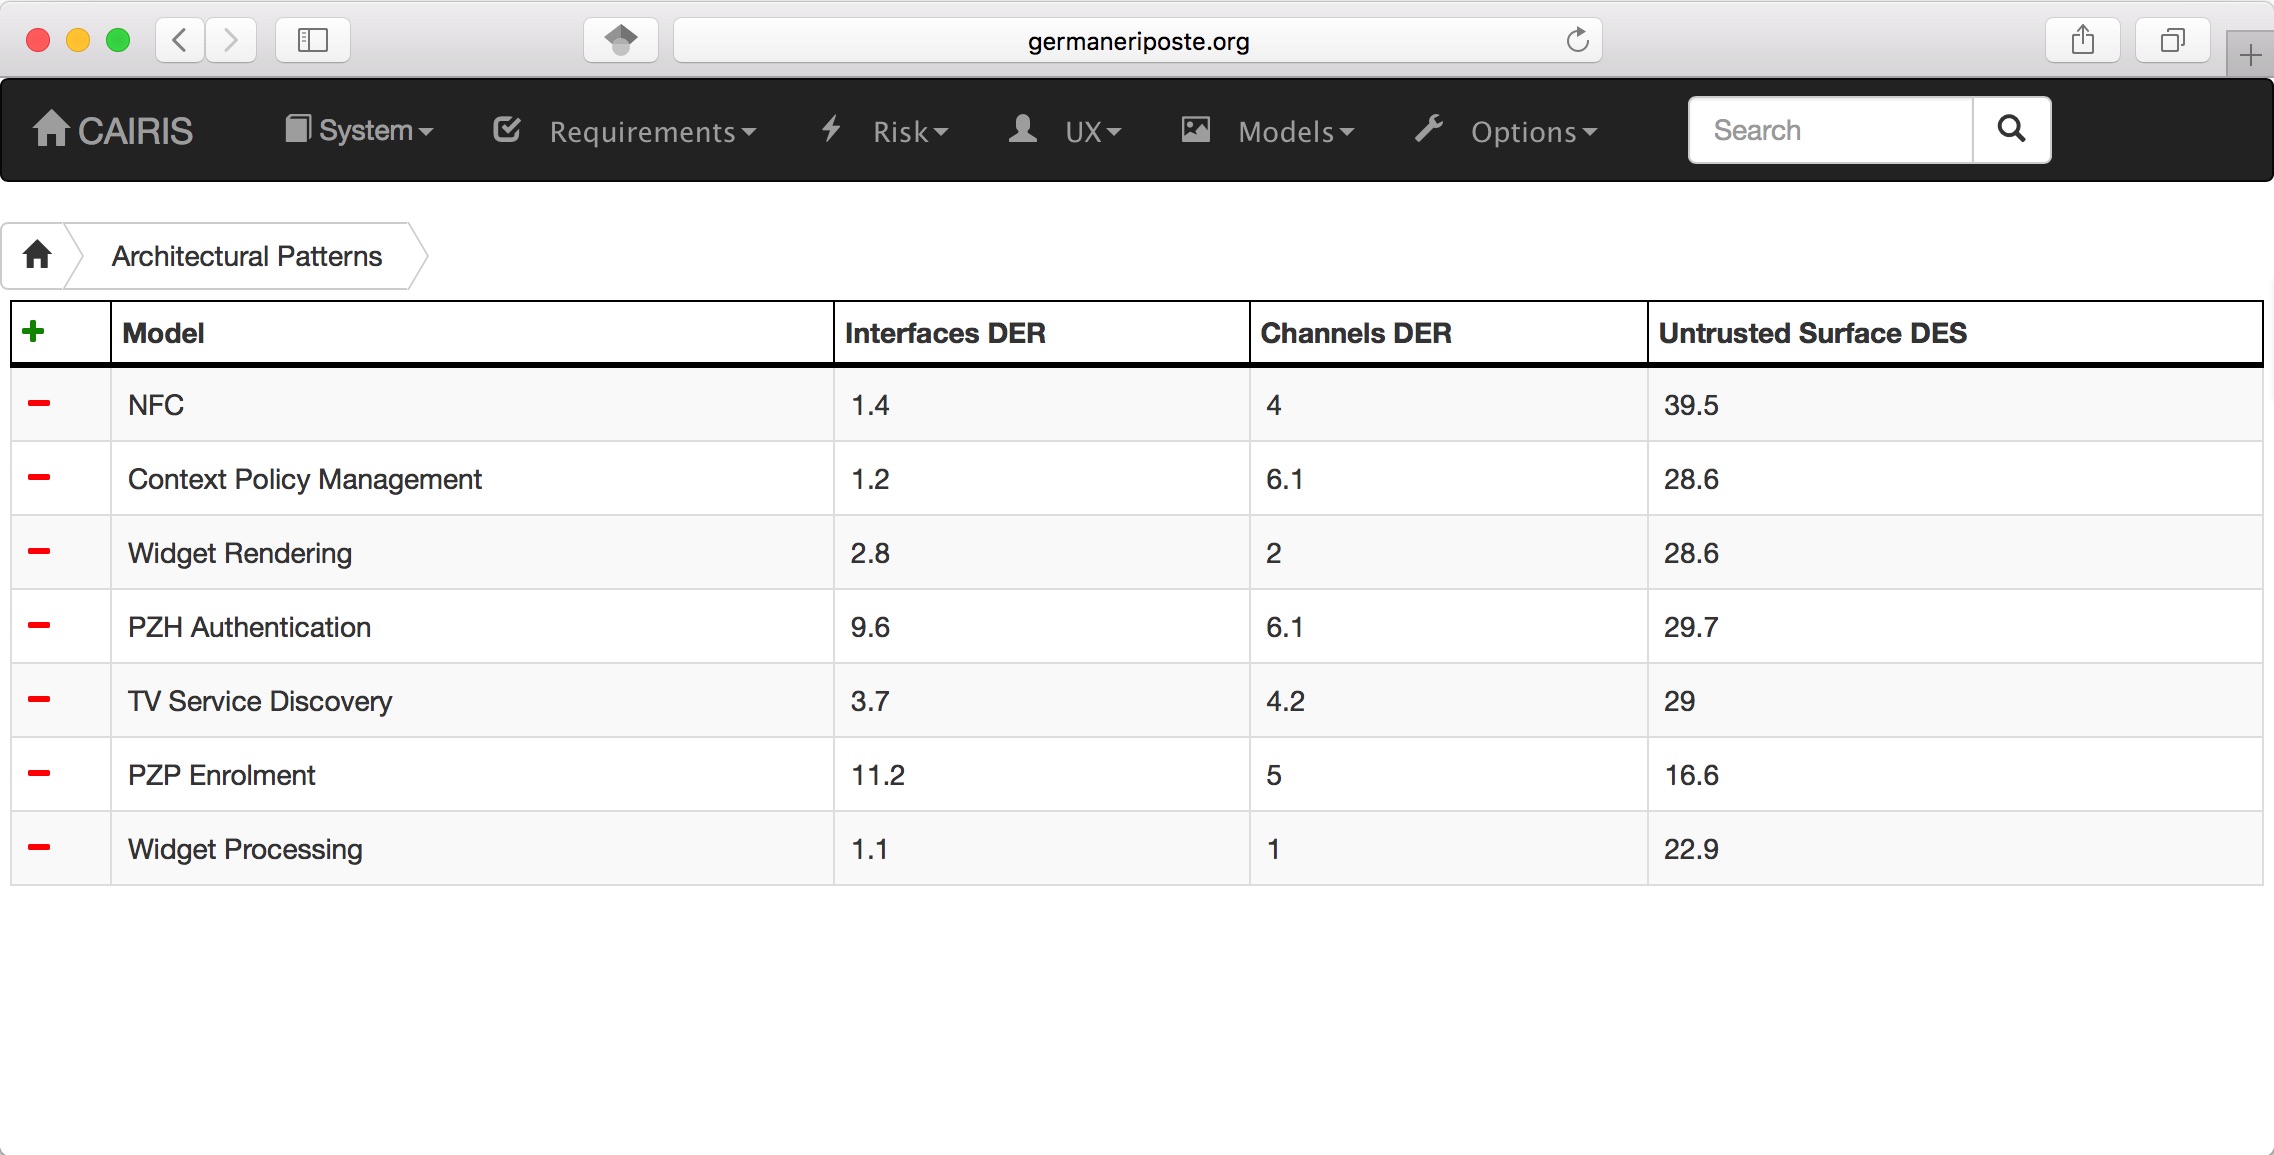 germaneriposte.org
CAIRIS System Requirements Risk UX Models Options Search
Architectural Patterns
Model Interfaces DER Channels DER Untrusted Surface DES
NFC 1.4 4 39.5
Context Policy Management 1.2 6.1 28.6
Widget Rendering 2.8 2 28.6
PZH Authentication 9.6 6.1 29.7
TV Service Discovery 3.7 4.2 29
PZP Enrolment 11.2 5 16.6
Widget Processing 1.1 1 22.9